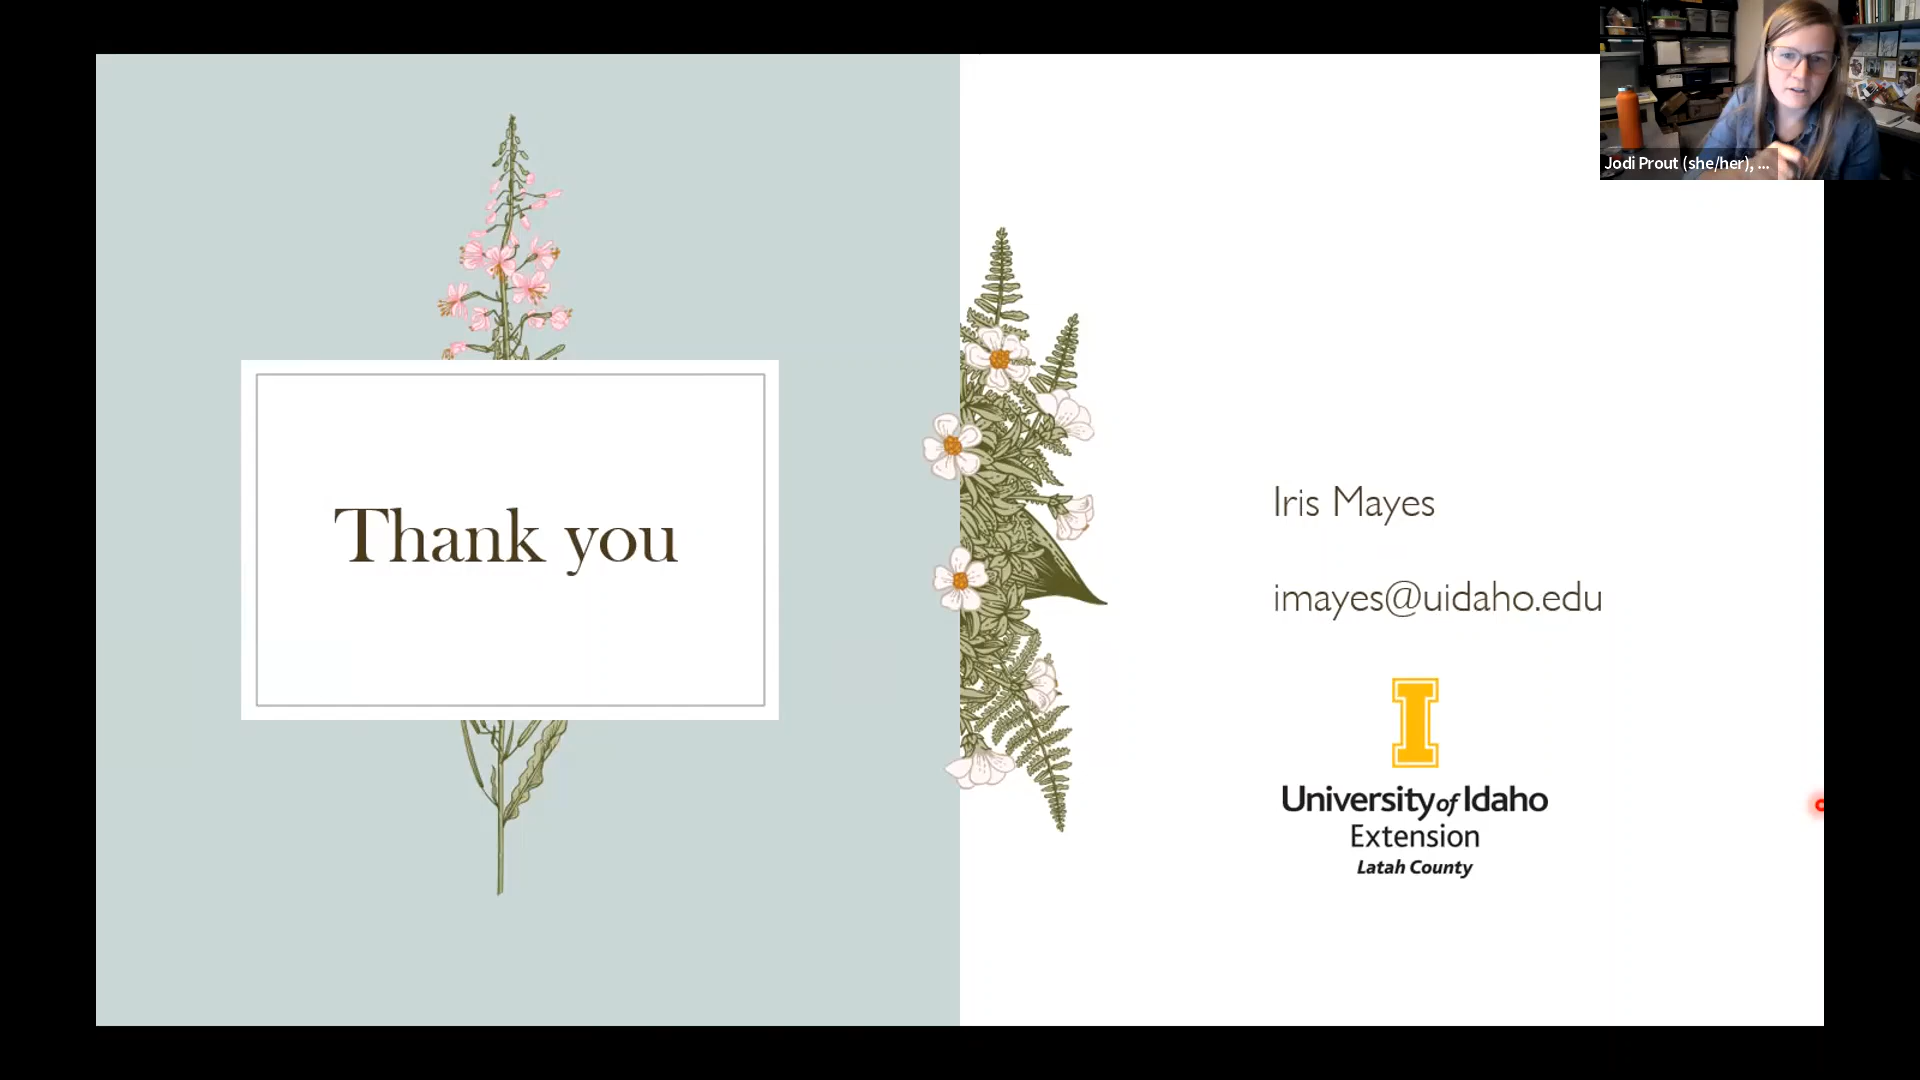 Jodi Prout (she/her), ...
Thank you
Iris Mayes
imayes@uidaho.edu
I
University of Idaho
Extension
Latah County